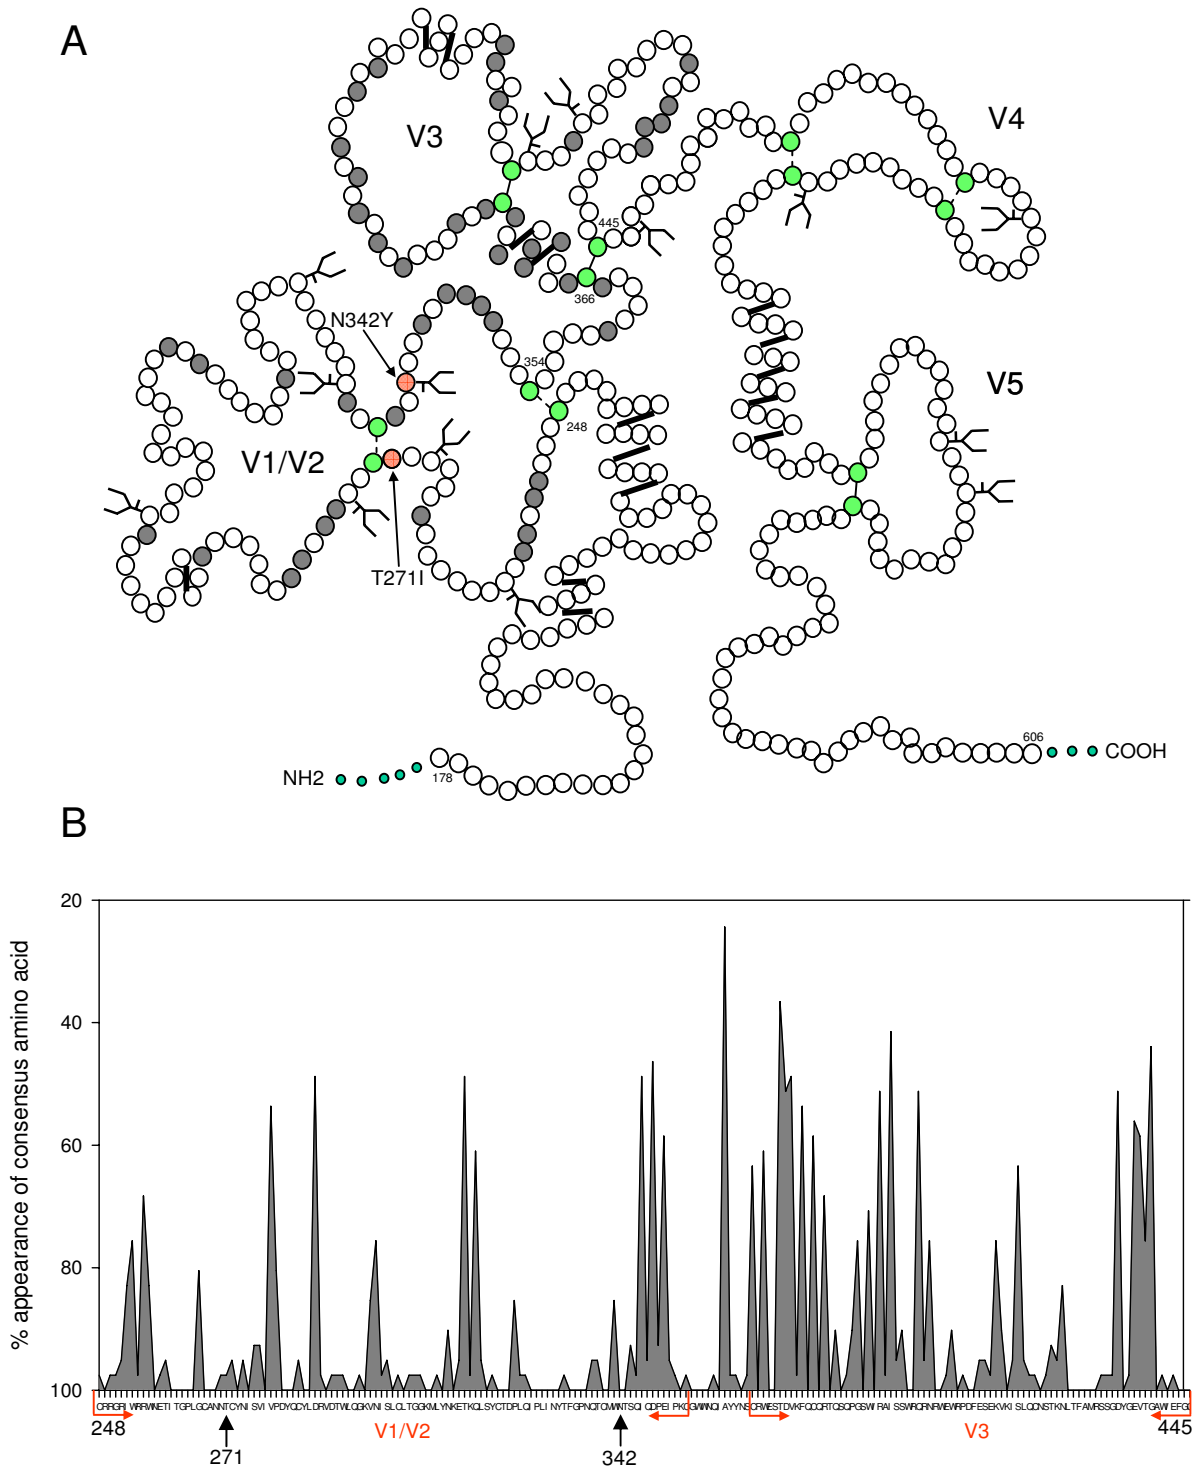 A
V3
V4
445
366
N342Y
354
V5
248
V1/V2
T271I
606
COOH
NH2
178
B
% appearance of consensus amino acid
20
40
60
80
100
248
271
V1/V2
342
V3
445